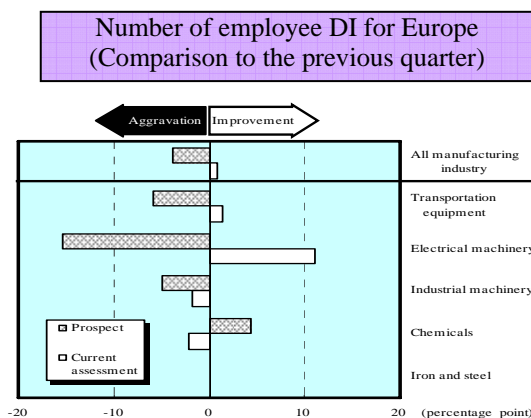 Number of employee DI for Europe
(Comparison to the previous quarter)
Aggravation
Improvement
All manufacturing
industry
Transportation
equipment
Electrical machinery
Industrial machinery
Chemicals
Iron and steel
Prospect
Current
assessment
-20 -10 0 10 20 (percentage point)